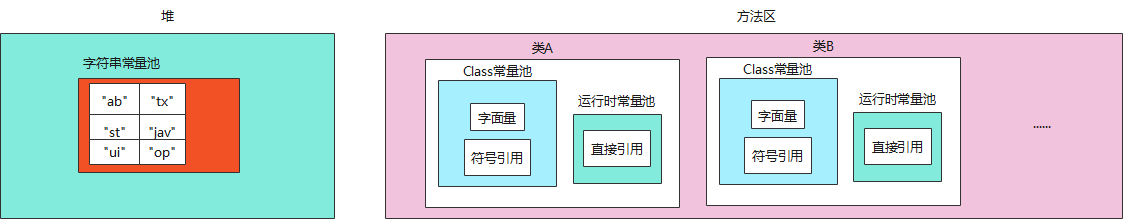 堆
方法区
字符串常量池
"ab" "tx"
"st" "jav"
"ui" "op"
类A
Class常量池
字面量
符号引用
运行时常量池
直接引用
类B
Class常量池
字面量
符号引用
运行时常量池
直接引用
......